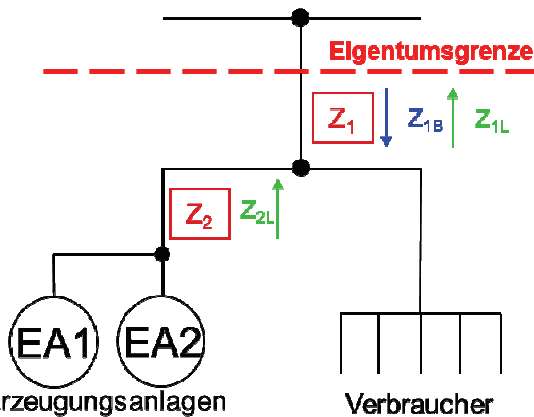 Eigentumsgrenze
Z1 Z1B Z1L
Z2 Z2L
EA1 EA2
rzeugungsanlagen Verbraucher